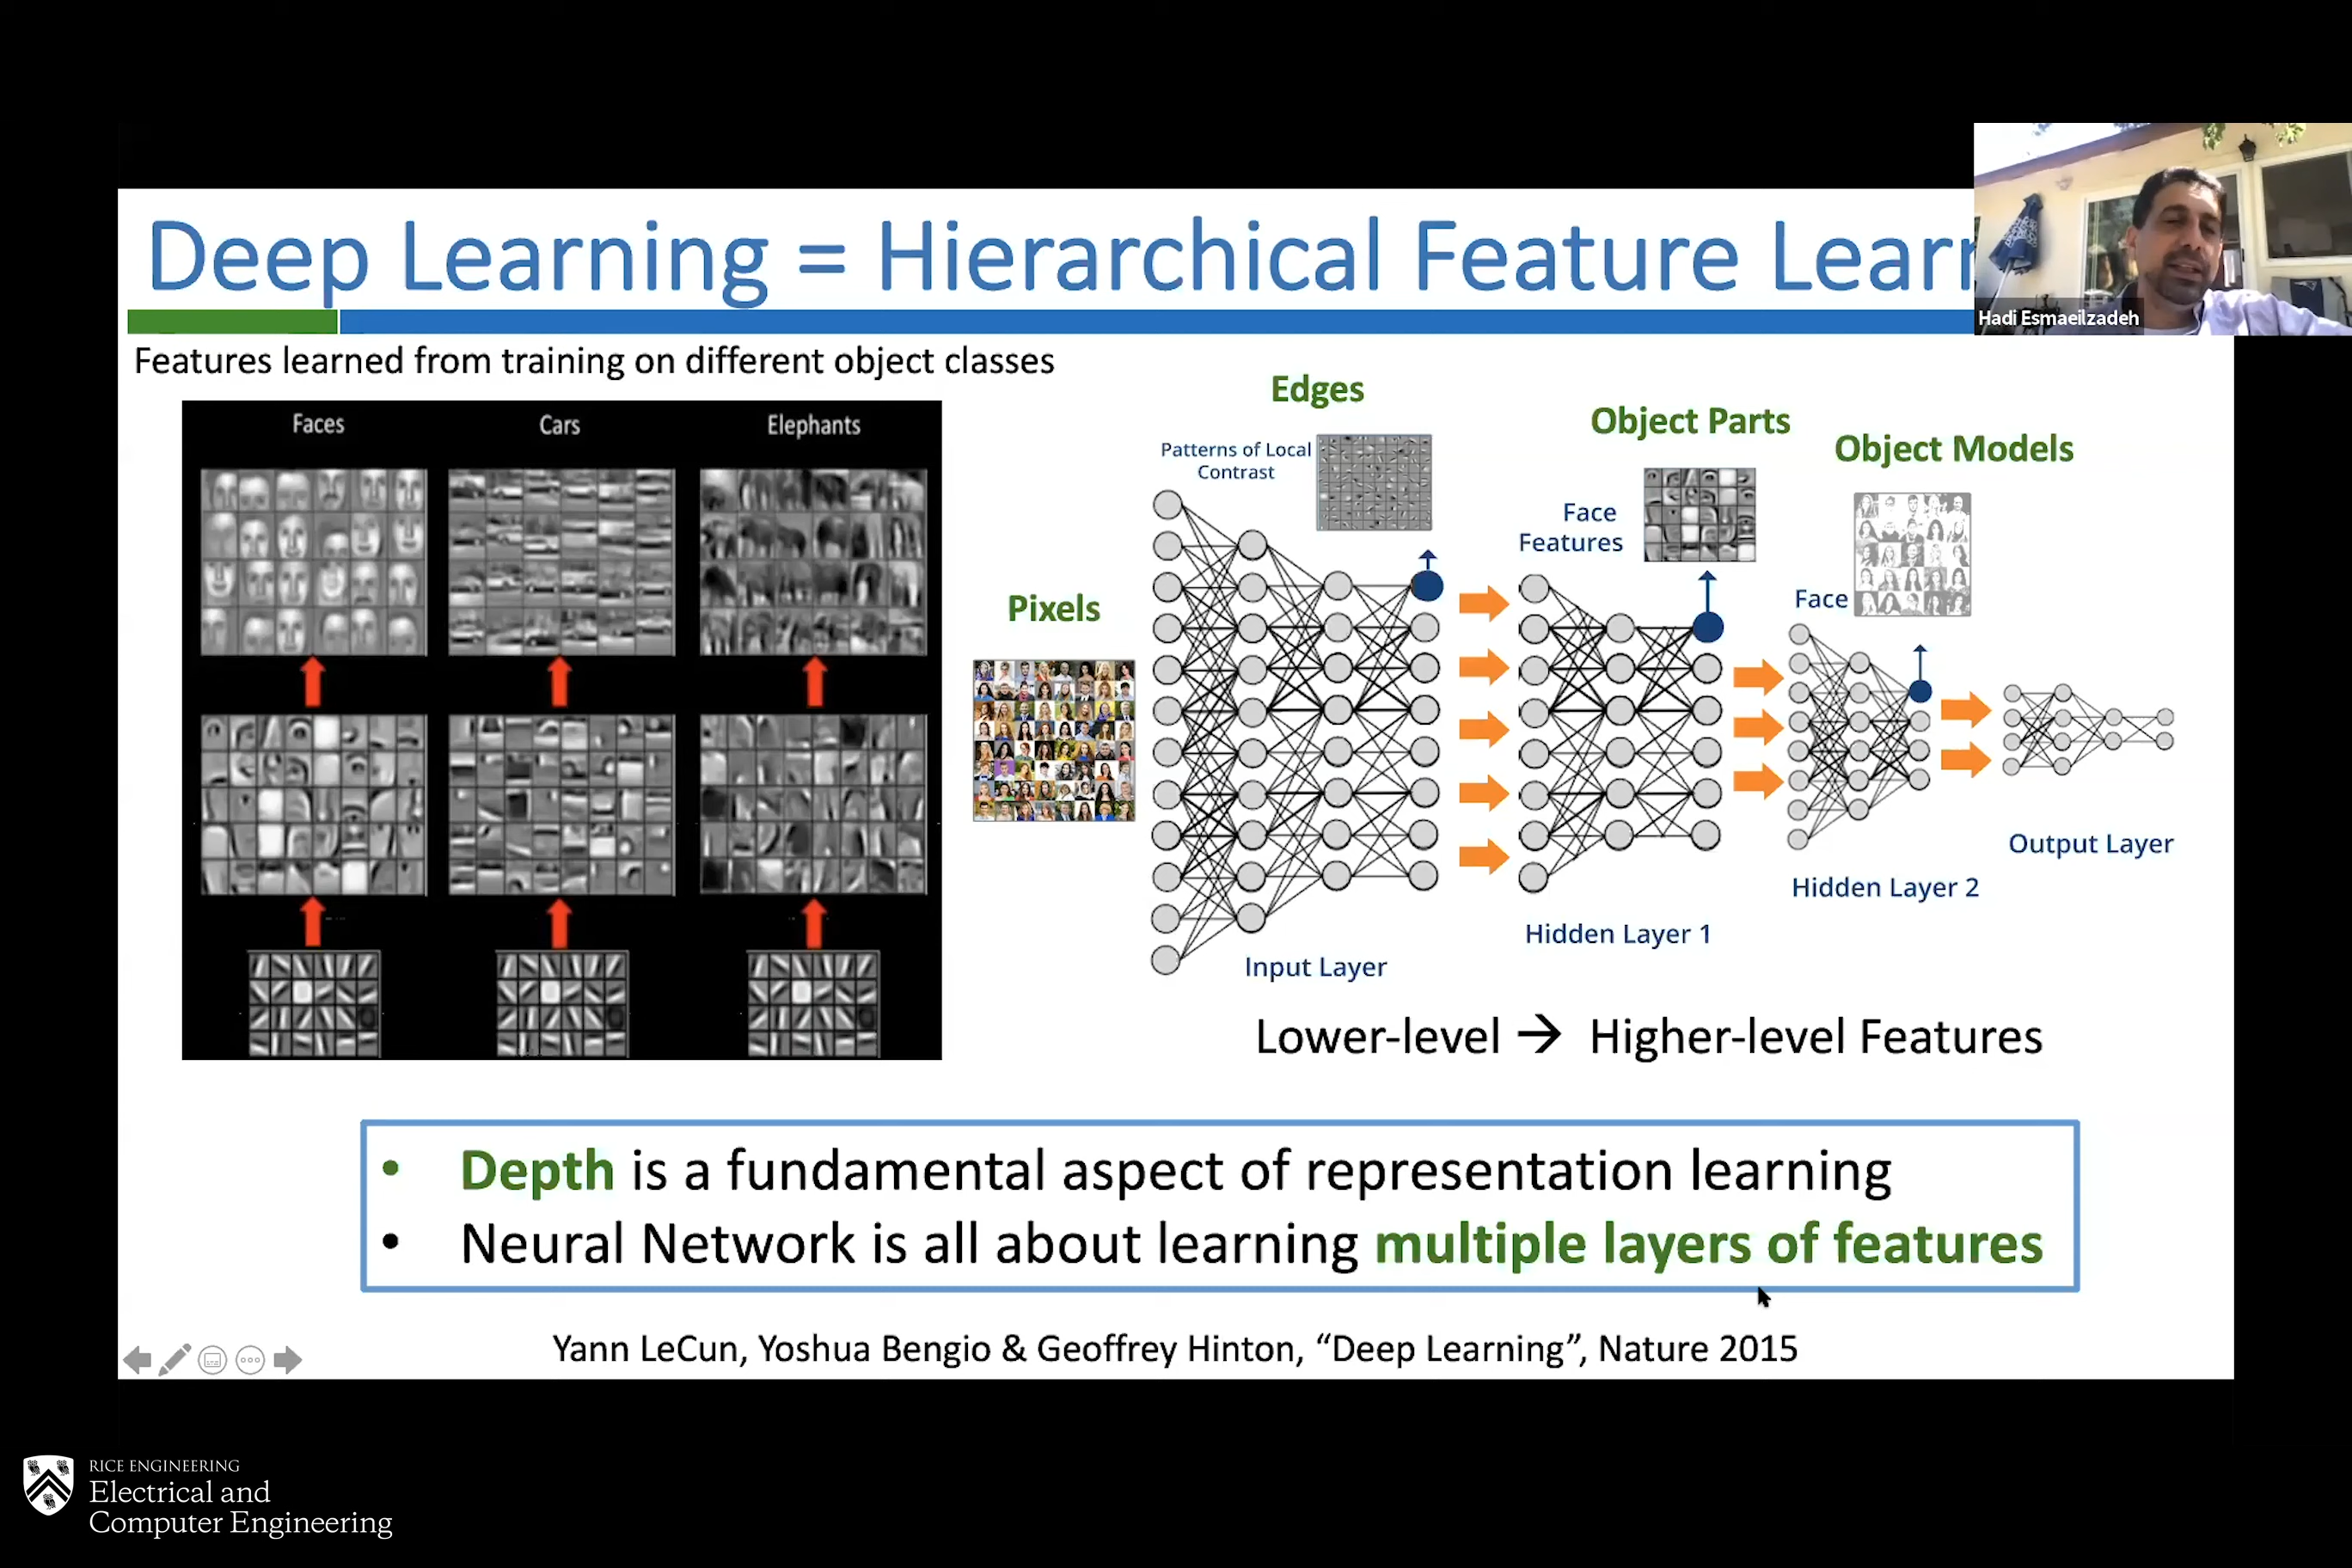 Deep Learning = Hierarchical Feature Lear
Hadi Esmaeilzadeh
Features learned from training on different object classes
Faces
Cars
Elephants
Pixels
Edges
Patterns of Local
Contrast
Object Parts
Face
Features
Object Models
Face
Input Layer
Hidden Layer 1
Hidden Layer 2
Output Layer
Lower-level → Higher-level Features
• Depth is a fundamental aspect of representation learning
• Neural Network is all about learning multiple layers of features
Yann LeCun, Yoshua Bengio & Geoffrey Hinton, “Deep Learning”, Nature 2015
RICE ENGINEERING
Electrical and
Computer Engineering